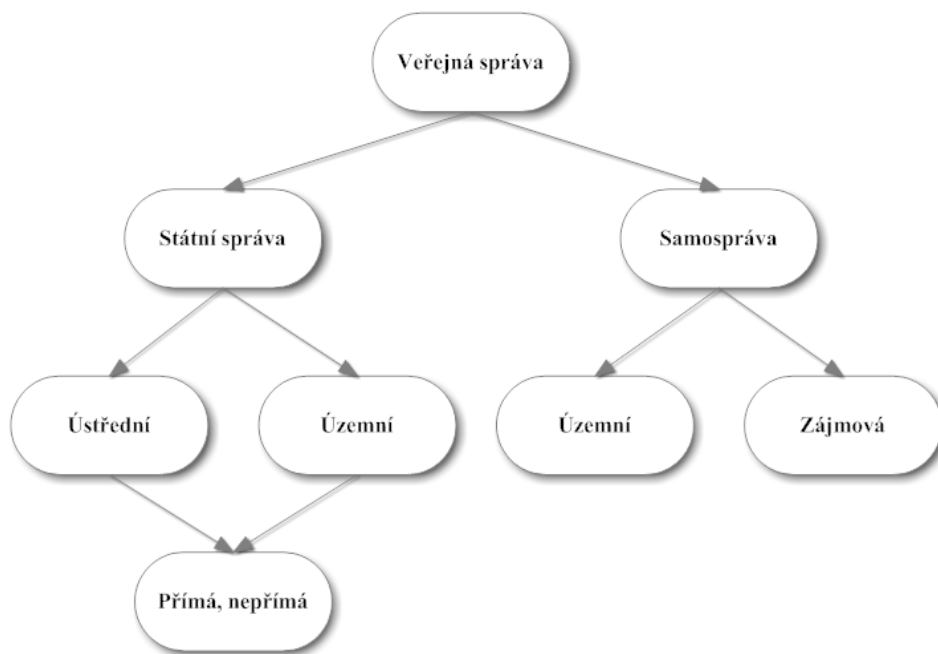 Veřejná správa
Státní správa
Samospráva
Ústřední
Územní
Územní
Zájmová
Přímá, nepřímá